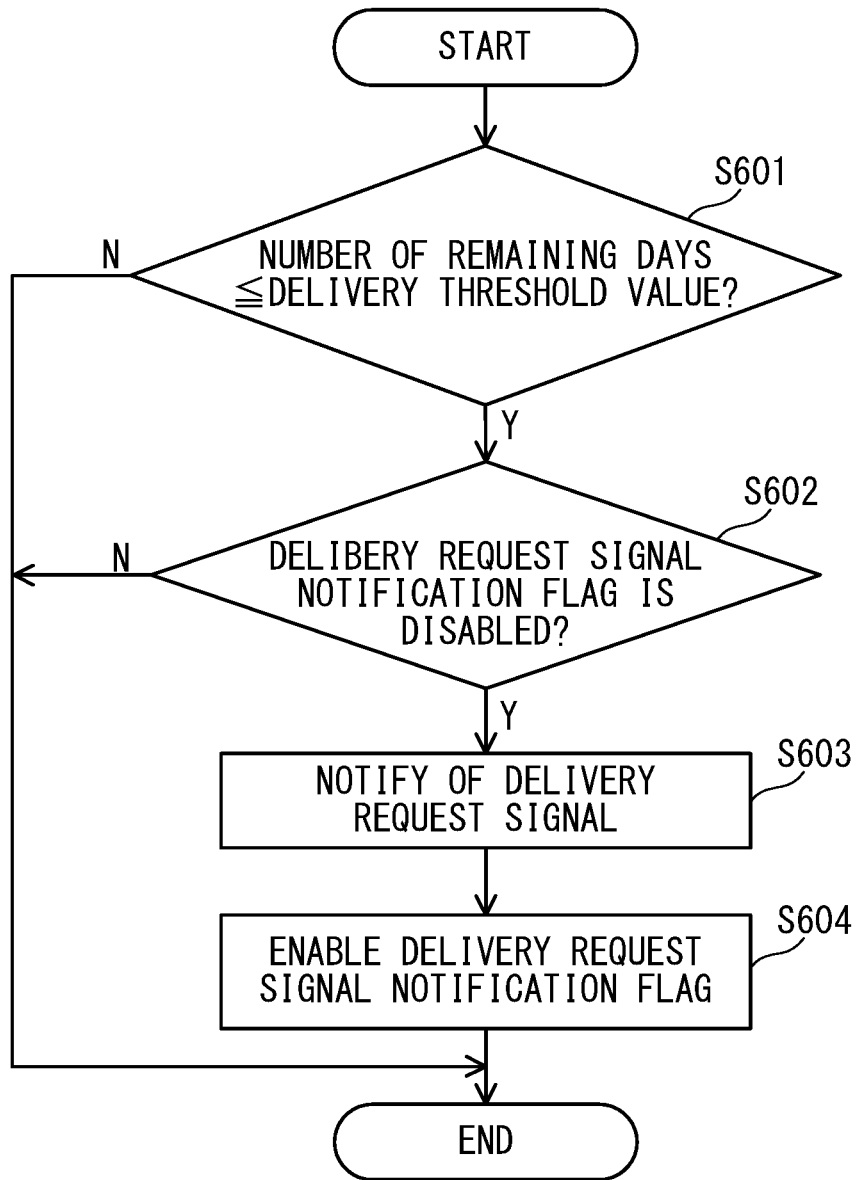 START
S601
N
NUMBER OF REMAINING DAYS
≦DELIVERY THRESHOLD VALUE?
Y
S602
N
DELIBERY REQUEST SIGNAL
NOTIFICATION FLAG IS
DISABLED?
Y
S603
NOTIFY OF DELIVERY
REQUEST SIGNAL
S604
ENABLE DELIVERY REQUEST
SIGNAL NOTIFICATION FLAG
END